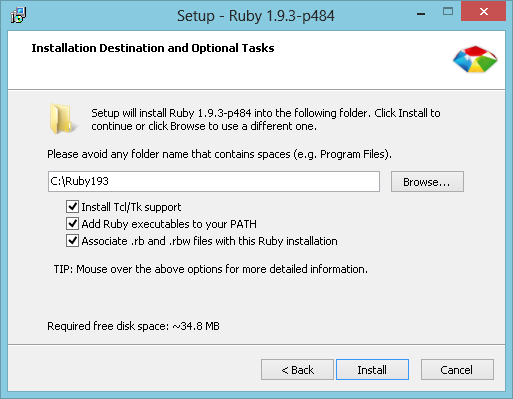 Setup - Ruby 1.9.3-p484
Installation Destination and Optional Tasks
Setup will install Ruby 1.9.3-p484 into the following folder. Click Install to
continue or click Browse to use a different one.
Please avoid any folder name that contains spaces (e.g. Program Files).
C:\Ruby193
Browse...
Install Tcl/Tk support
Add Ruby executables to your PATH
Associate .rb and .rbw files with this Ruby installation
TIP: Mouse over the above options for more detailed information.
Required free disk space: ~34.8 MB
< Back
Install
Cancel